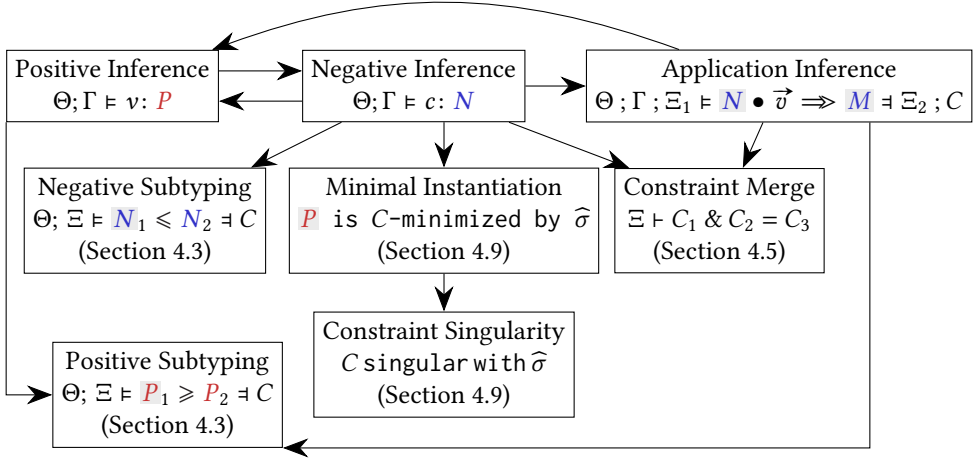 Positive Inference
Θ; Γ ⊨ v: P
Negative Inference
Θ; Γ ⊨ c: N
Application Inference
Θ ; Γ ; Ξ₁ ⊨ N • v⃗ ⇒⇒ M ⫤ Ξ₂ ; C
Negative Subtyping
Θ; Ξ ⊨ N₁ ⩽ N₂ ⫤ C
(Section 4.3)
Minimal Instantiation
P is C-minimized by σ̂
(Section 4.9)
Constraint Merge
Ξ ⊢ C₁ & C₂ = C₃
(Section 4.5)
Constraint Singularity
C singular with σ̂
(Section 4.9)
Positive Subtyping
Θ; Ξ ⊨ P₁ ⩾ P₂ ⫤ C
(Section 4.3)